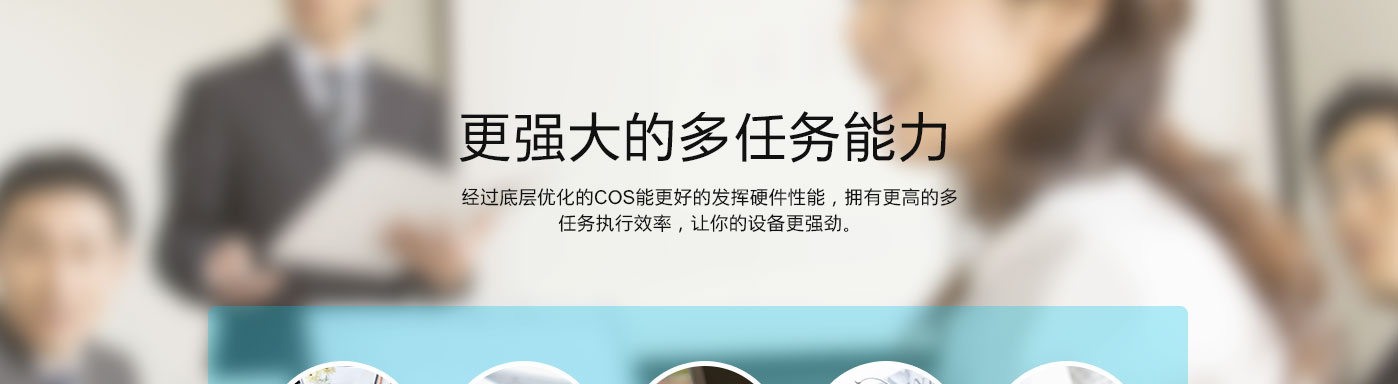 更强大的多任务能力
经过底层优化的COS能更好的发挥硬件性能，拥有更高的多
任务执行效率，让你的设备更强劲。